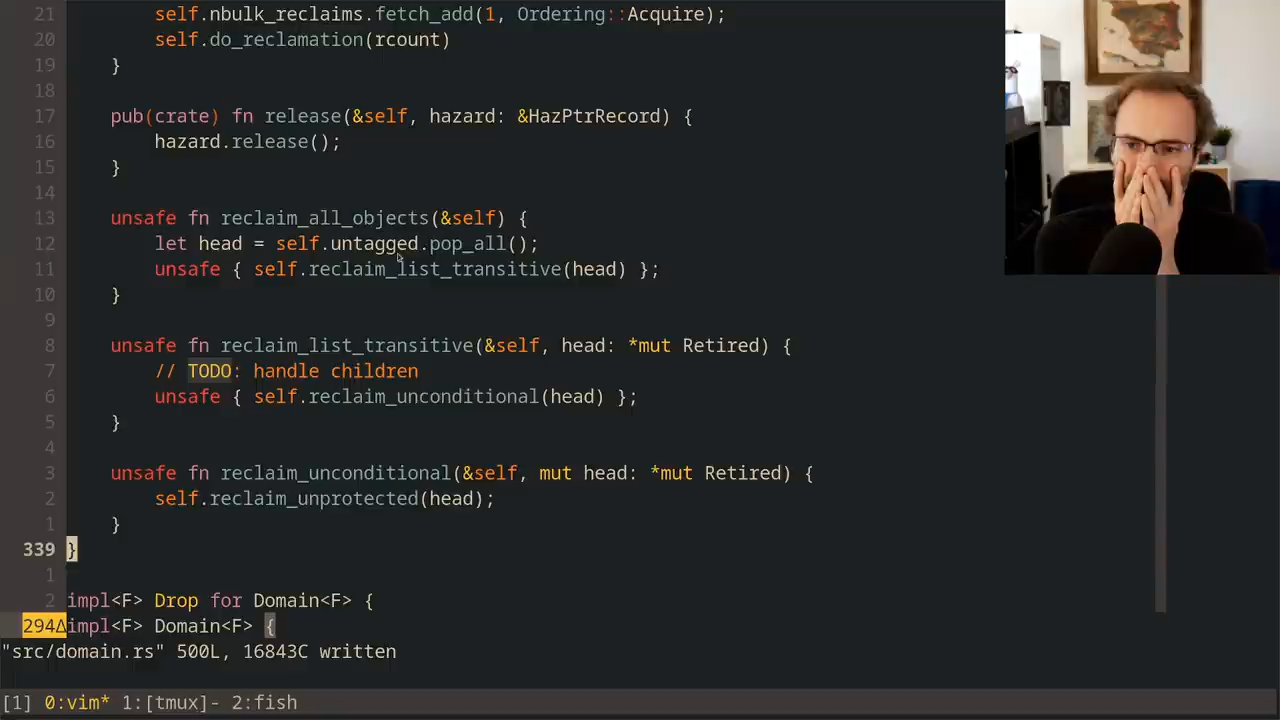 21 self.nbulk_reclaims.fetch_add(1, Ordering::Acquire);
20 self.do_reclamation(rcount)
19 }
18
17 pub(crate) fn release(&self, hazard: &HazPtrRecord) {
16 hazard.release();
15 }
14
13 unsafe fn reclaim_all_objects(&self) {
12 let head = self.untagged.pop_all();
11 unsafe { self.reclaim_list_transitive(head) };
10 }
9
8 unsafe fn reclaim_list_transitive(&self, head: *mut Retired) {
7 // TODO: handle children
6 unsafe { self.reclaim_unconditional(head) };
5 }
4
3 unsafe fn reclaim_unconditional(&self, mut head: *mut Retired) {
2 self.reclaim_unprotected(head);
1 }
339 }
1
2 impl<F> Drop for Domain<F> {
294Δimpl<F> Domain<F> {
"src/domain.rs" 500L, 16843C written
[1] 0:vim* 1:[tmux]- 2:fish